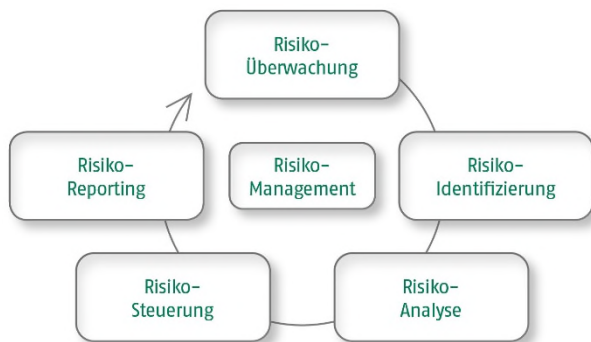 Risiko-
Überwachung
Risiko-
Reporting
Risiko-
Management
Risiko-
Identifizierung
Risiko-
Steuerung
Risiko-
Analyse